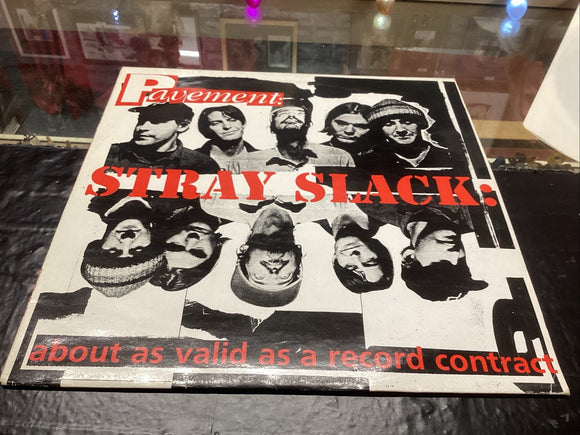 Pavement:
STRAY SLACK:
about as valid as a record contract